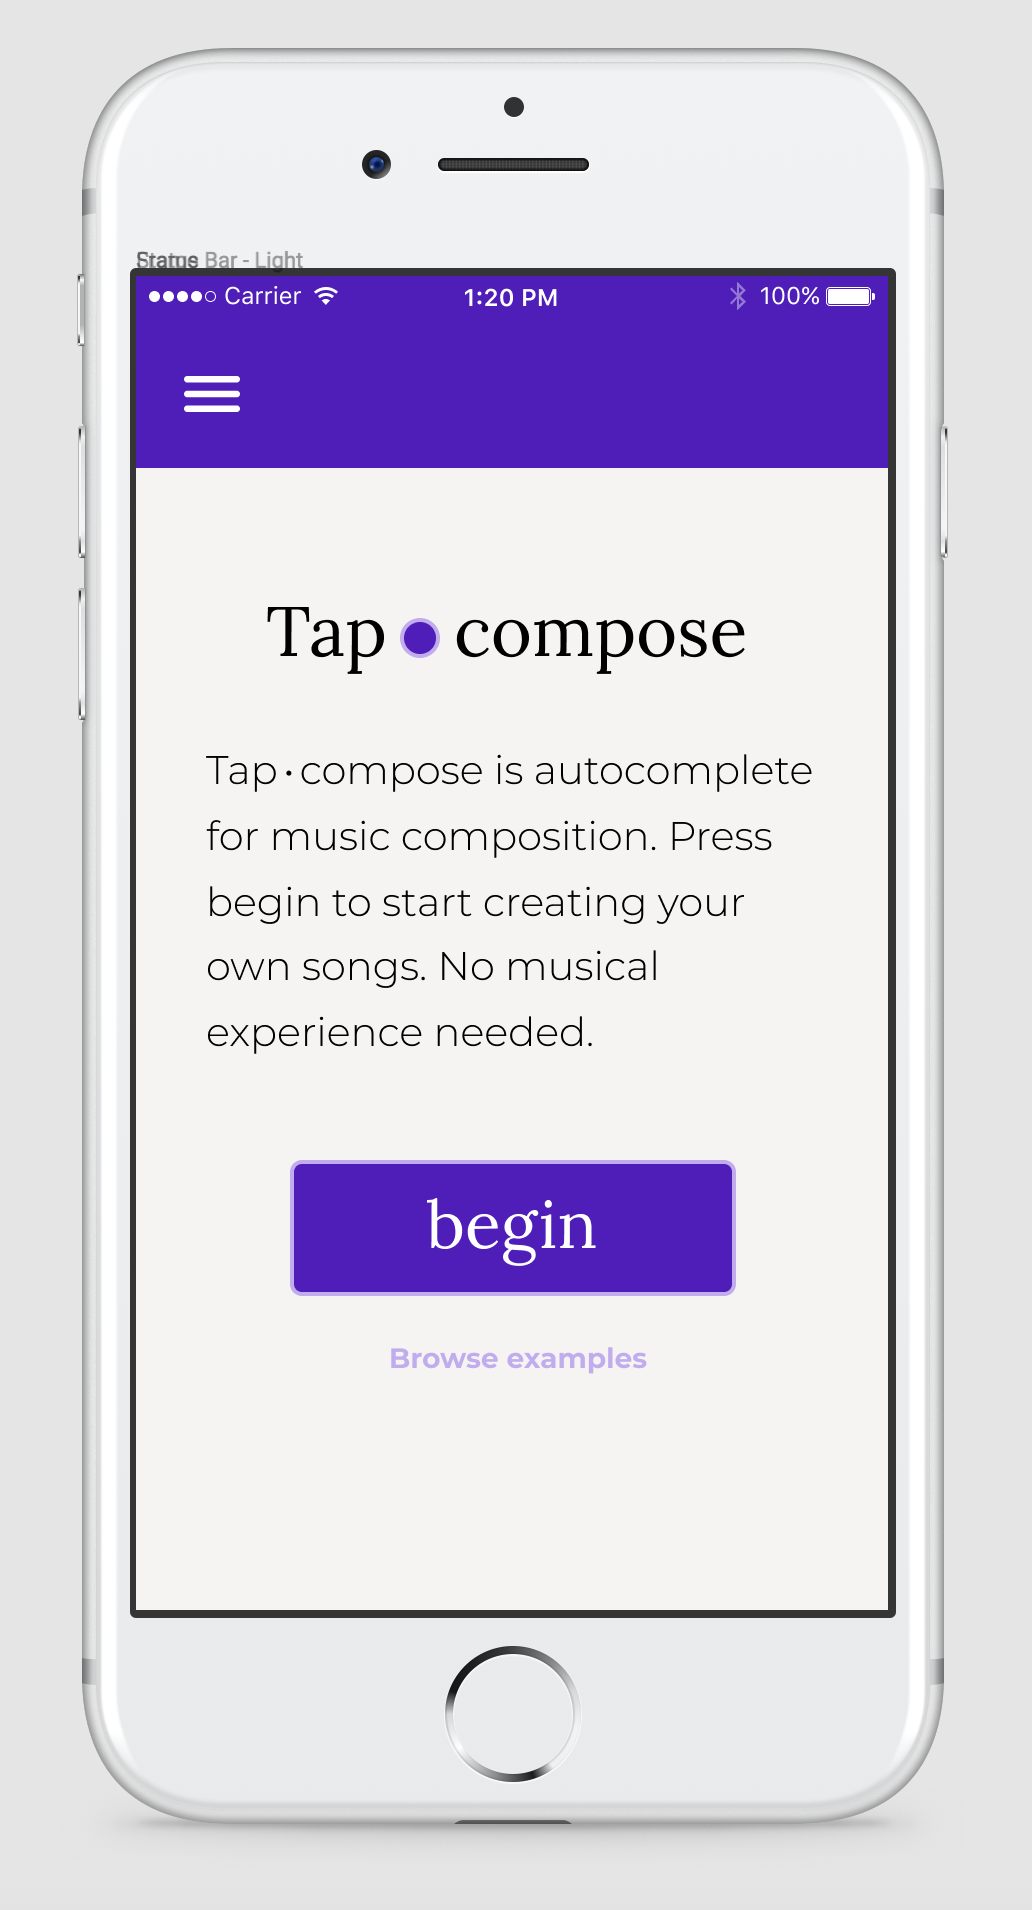 Status Bar - Light
Carrier 1:20 PM 100%
Tap compose
Tap·compose is autocomplete
for music composition. Press
begin to start creating your
own songs. No musical
experience needed.
begin
Browse examples